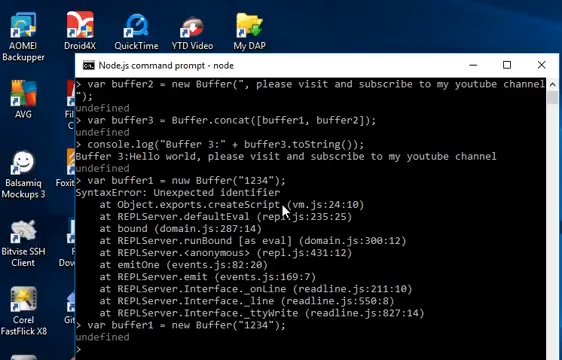 AOMEI
Backupper
Droid4X
QuickTime
YTD Video
My DAP
Node.js command prompt - node
> var buffer2 = new Buffer(", please visit and subscribe to my youtube channel
");
undefined
> var buffer3 = Buffer.concat([buffer1, buffer2]);
undefined
> console.log("Buffer 3:" + buffer3.toString());
Buffer 3:Hello world, please visit and subscribe to my youtube channel
undefined
> var buffer1 = nuw Buffer("1234");
SyntaxError: Unexpected identifier
at Object.exports.createScript (vm.js:24:10)
at REPLServer.defaultEval (repl.js:235:25)
at bound (domain.js:287:14)
at REPLServer.runBound [as eval] (domain.js:300:12)
at REPLServer.<anonymous> (repl.js:431:12)
at emitOne (events.js:82:20)
at REPLServer.emit (events.js:169:7)
at REPLServer.Interface._onLine (readline.js:211:10)
at REPLServer.Interface._line (readline.js:550:8)
at REPLServer.Interface._ttyWrite (readline.js:827:14)
> var buffer1 = new Buffer("1234");
undefined
>
AVG
Balsamiq
Mockups 3
Foxit
Bitvise SSH
Client
Corel
FastFlick X8